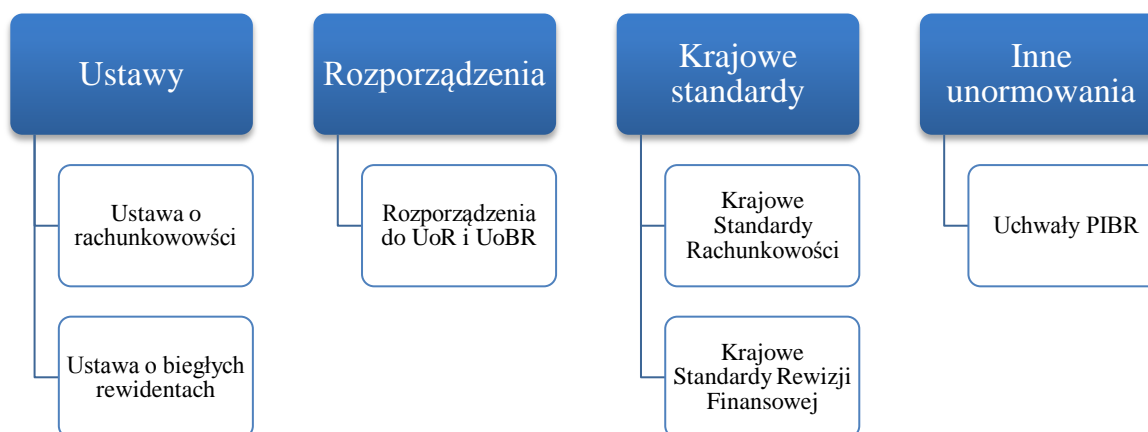 Ustawy
Ustawa o
rachunkowowści
Ustawa o biegłych
rewidentach
Rozporządzenia
Rozporządzenia
do UoR i UoBR
Krajowe
standardy
Krajowe
Standardy
Rachunkowości
Krajowe
Standardy Rewizji
Finansowej
Inne
unormowania
Uchwały PIBR